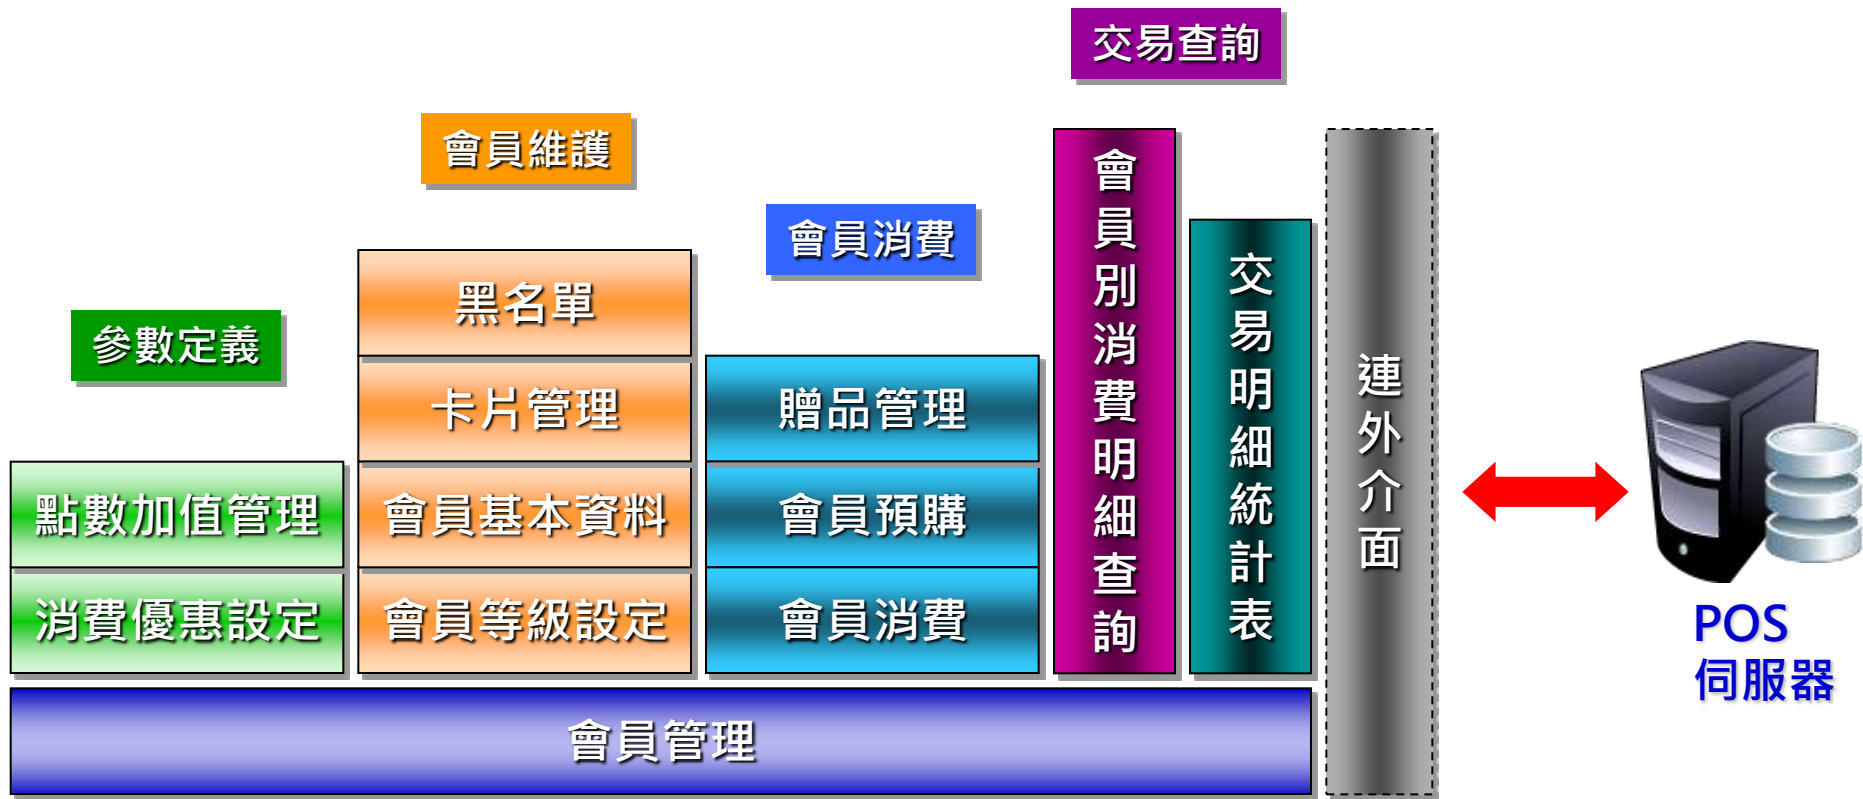 交易查詢
會員維護
會員消費
參數定義
黑名單
卡片管理
會員基本資料
會員等級設定
贈品管理
會員預購
會員消費
點數加值管理
消費優惠設定
會員別消費明細查詢
交易明細統計表
連外介面
會員管理
POS
伺服器